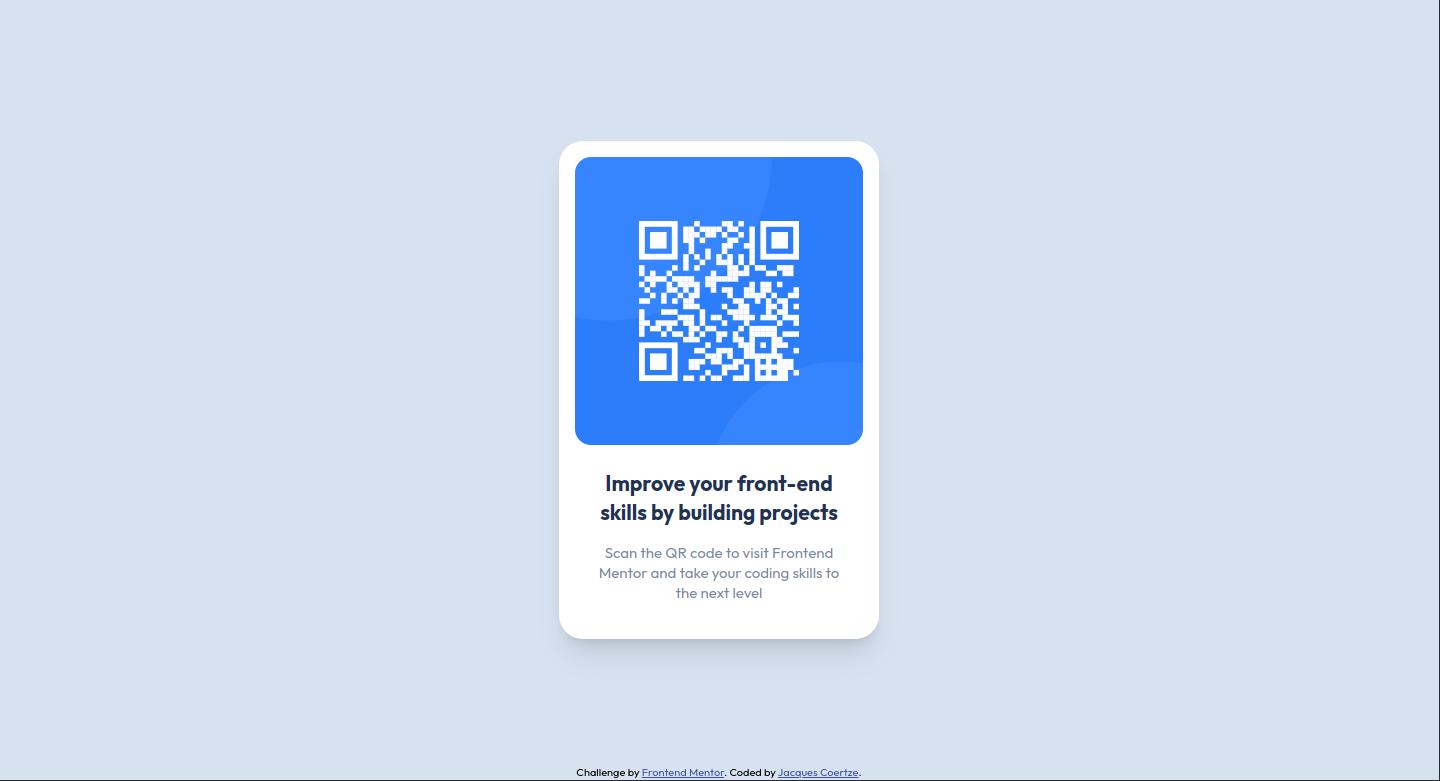 Improve your front-end
skills by building projects
Scan the QR code to visit Frontend
Mentor and take your coding skills to
the next level
Challenge by Frontend Mentor. Coded by Jacques Coertze.